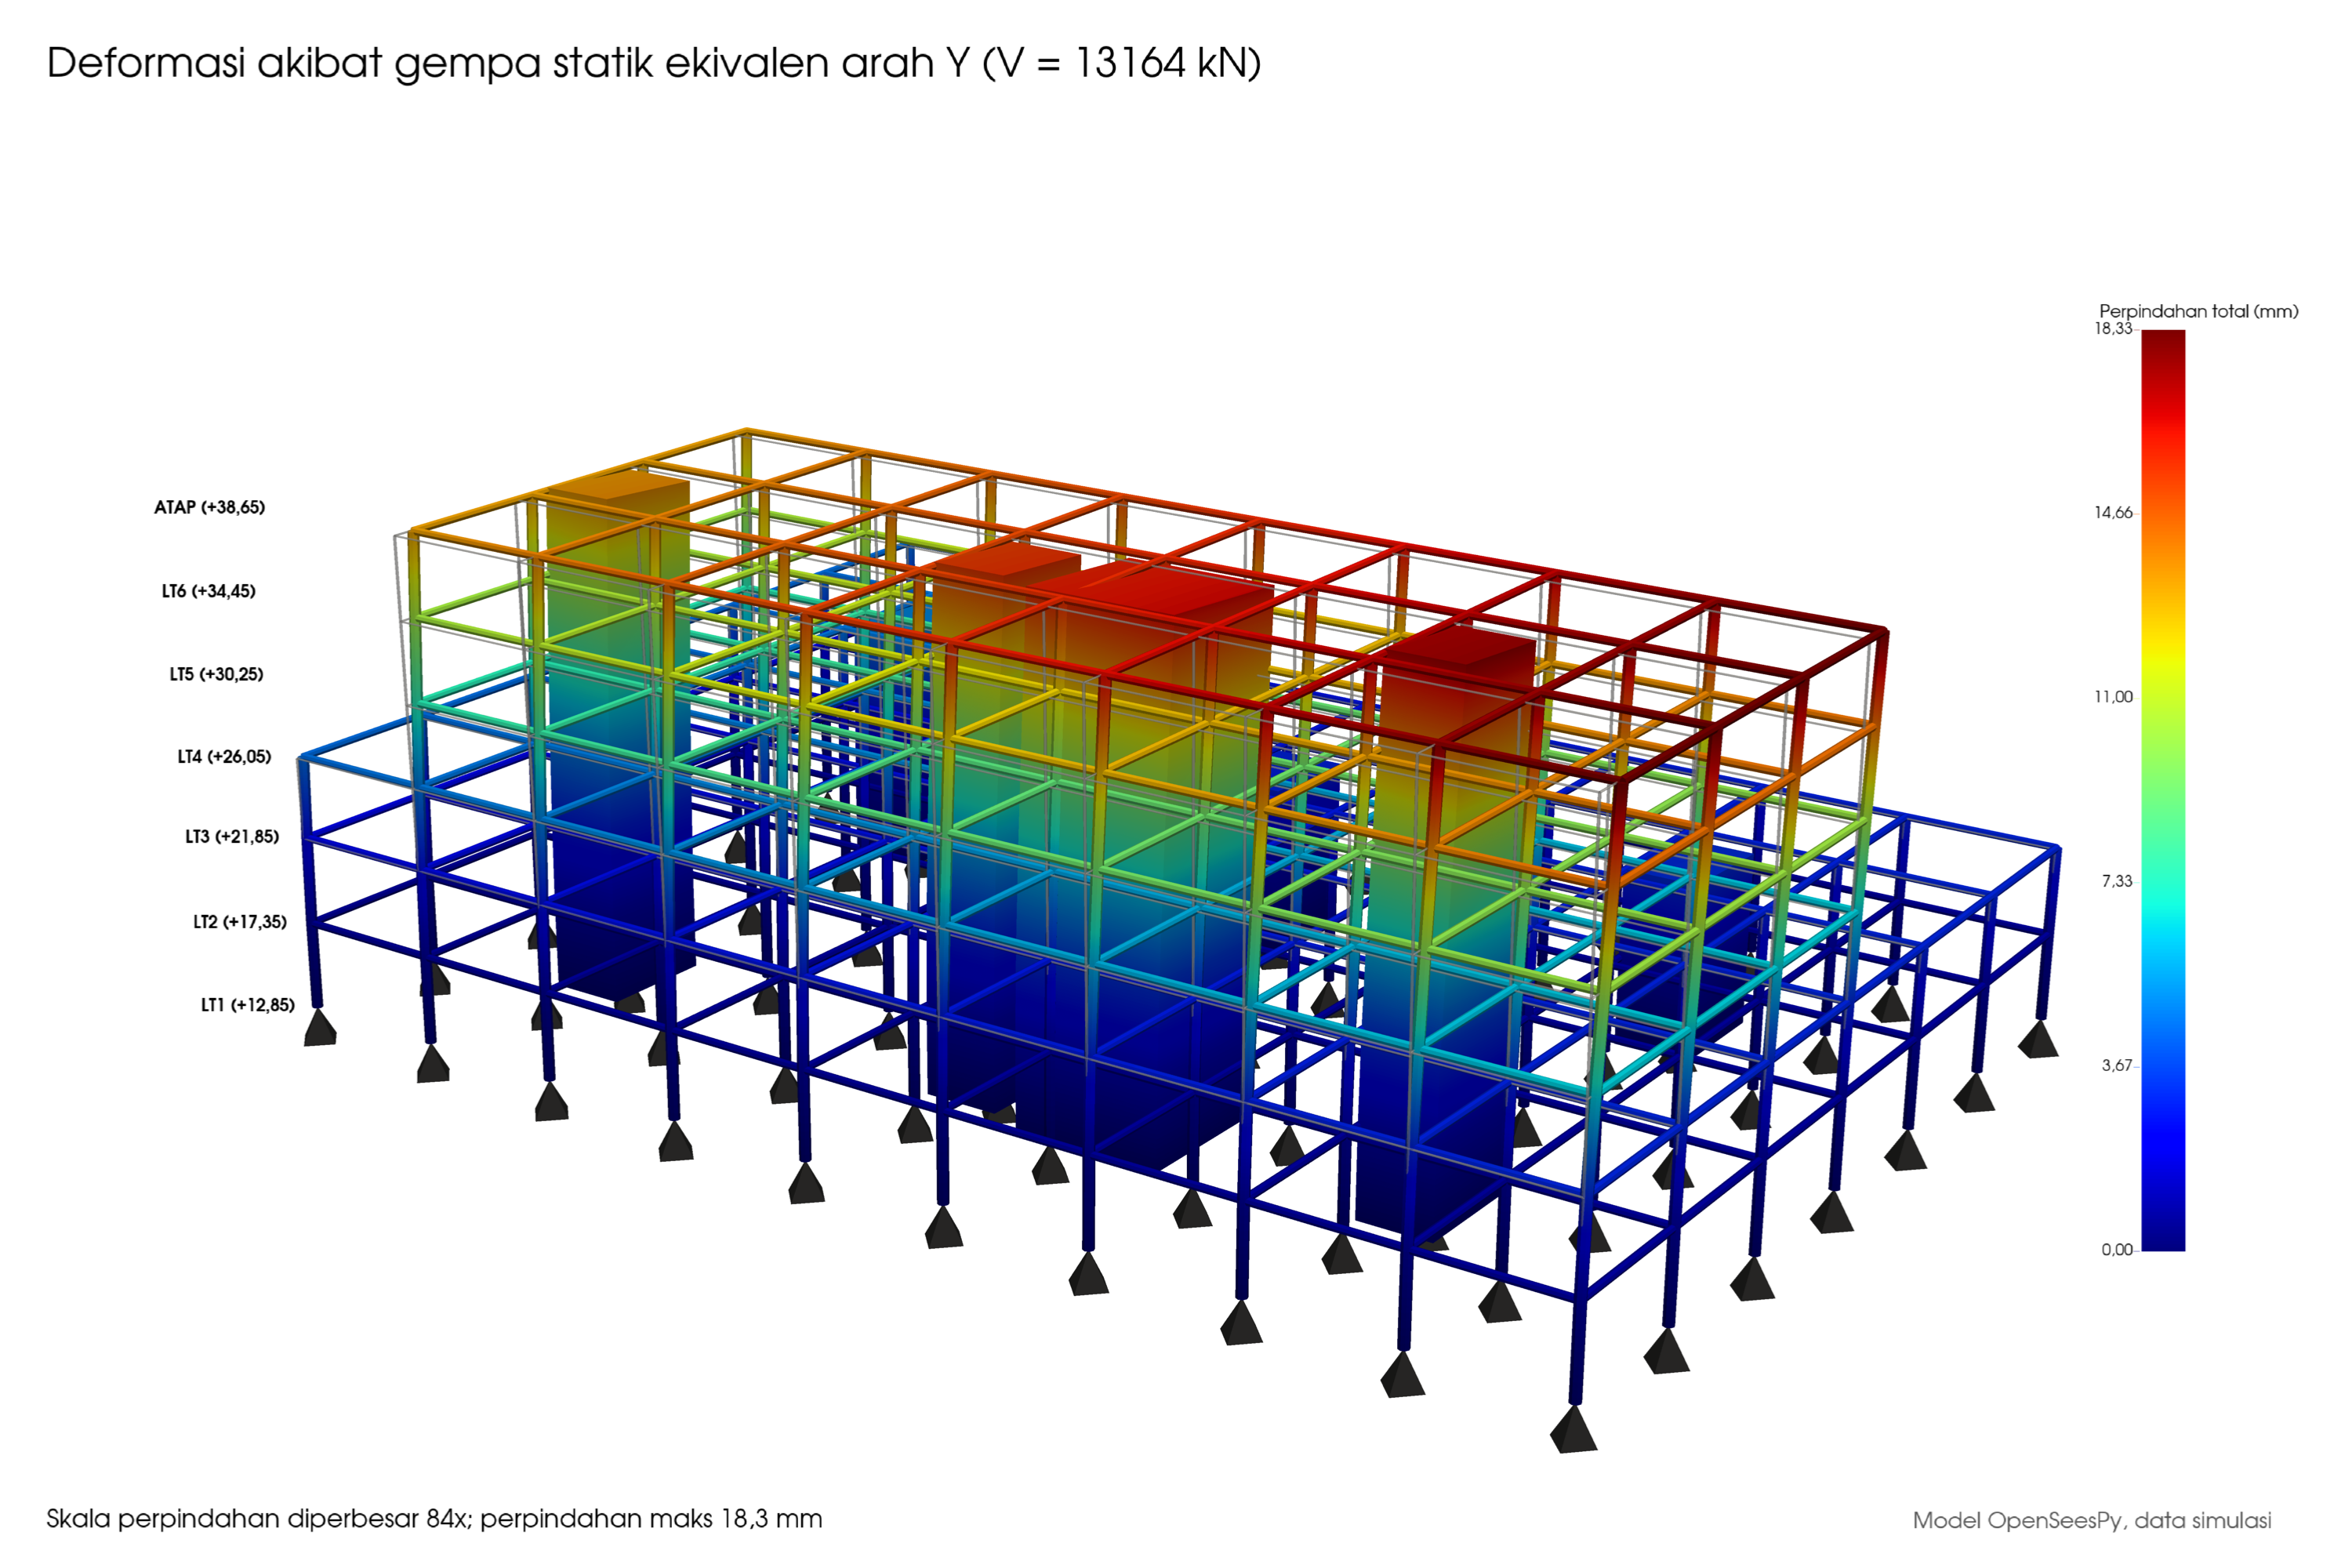 Deformasi akibat gempa statik ekivalen arah Y (V = 13164 kN)
Perpindahan total (mm)
18,33
14,66
11,00
7,33
3,67
0,00
ATAP (+38,65)
LT6 (+34,45)
LT5 (+30,25)
LT4 (+26,05)
LT3 (+21,85)
LT2 (+17,35)
LT1 (+12,85)
Skala perpindahan diperbesar 84x; perpindahan maks 18,3 mm
Model OpenSeesPy, data simulasi